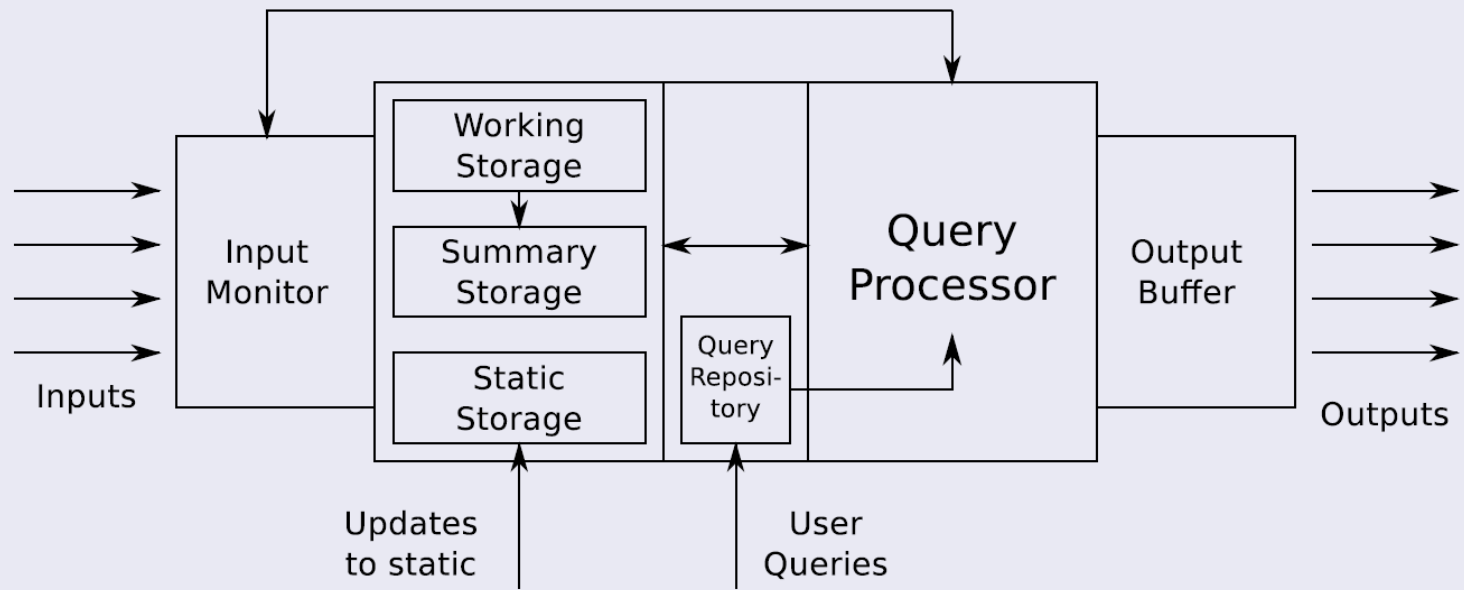 Working
Storage
Summary
Storage
Static
Storage
Input
Monitor
Inputs
Query
Processor
Query
Reposi-
tory
Output
Buffer
Outputs
Updates
to static
User
Queries